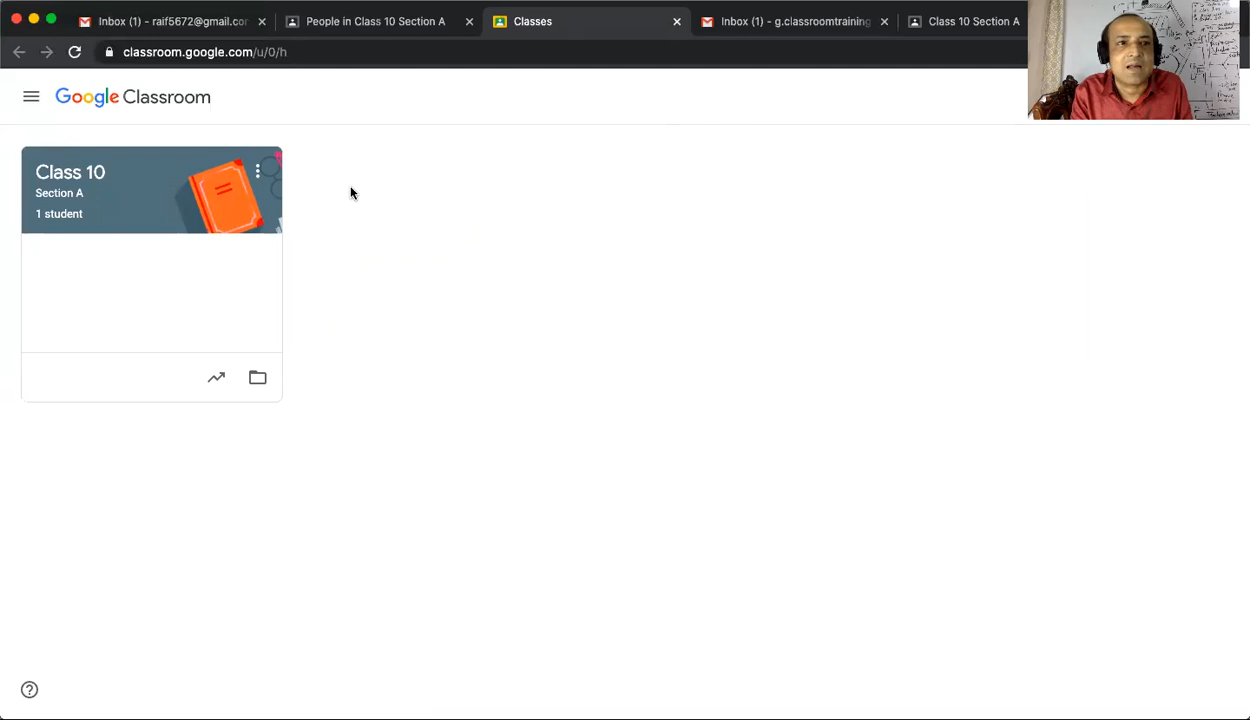 Inbox (1) - raif5672@gmail.cor
People in Class 10 Section A
Classes
Inbox (1) - g.classroomtraining
Class 10 Section A
classroom.google.com/u/0/h
Google Classroom
Class 10
Section A
1 student